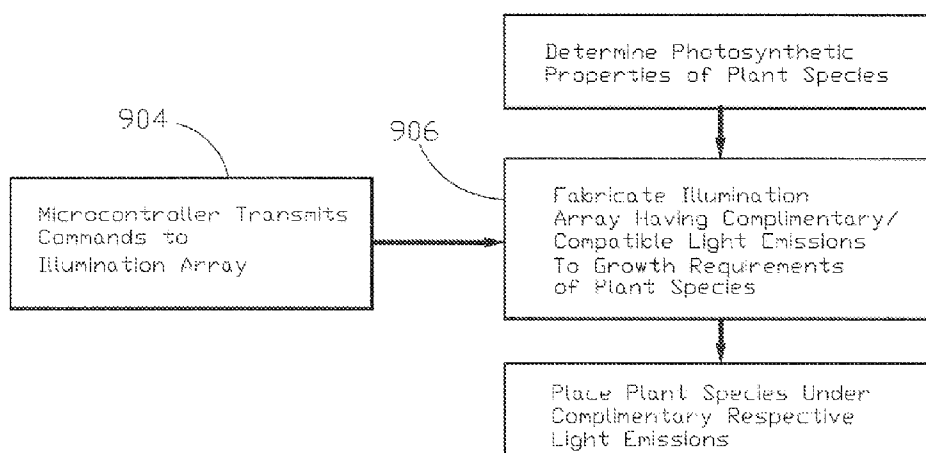 Determine Photosynthetic
Properties of Plant Species
904
906
Microcontroller Transmits
Commands to
Illumination Array
Fabricate Illumination
Array Having Complimentary/
Compatible Light Emissions
To Growth Requirements
of Plant Species
Place Plant Species Under
Complimentary Respective
Light Emissions